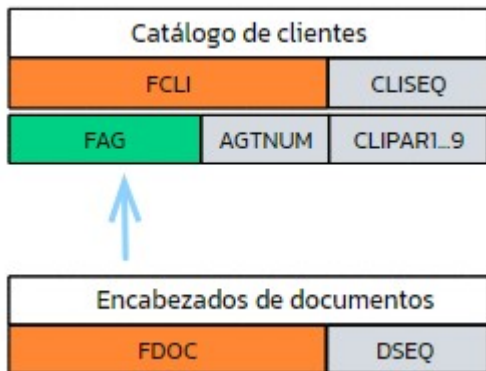 Catálogo de clientes
FCLI CLISEQ
FAG AGTNUM CLIPAR1...9
Encabezados de documentos
FDOC DSEQ